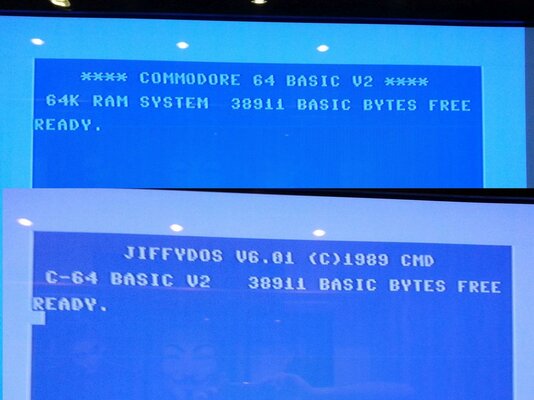 **** COMMODORE 64 BASIC V2 ****
64K RAM SYSTEM  38911 BASIC BYTES FREE
READY.
JIFFYDOS V6.01 (C)1989 CMD
C-64 BASIC V2   38911 BASIC BYTES FREE
READY.